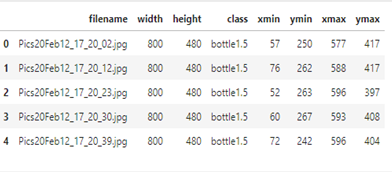 filename width height class xmin ymin xmax ymax
0 Pics20Feb12_17_20_02.jpg 800 480 bottle1.5 57 250 577 417
1 Pics20Feb12_17_20_12.jpg 800 480 bottle1.5 76 262 588 417
2 Pics20Feb12_17_20_23.jpg 800 480 bottle1.5 52 263 596 397
3 Pics20Feb12_17_20_30.jpg 800 480 bottle1.5 60 267 593 408
4 Pics20Feb12_17_20_39.jpg 800 480 bottle1.5 72 242 596 404